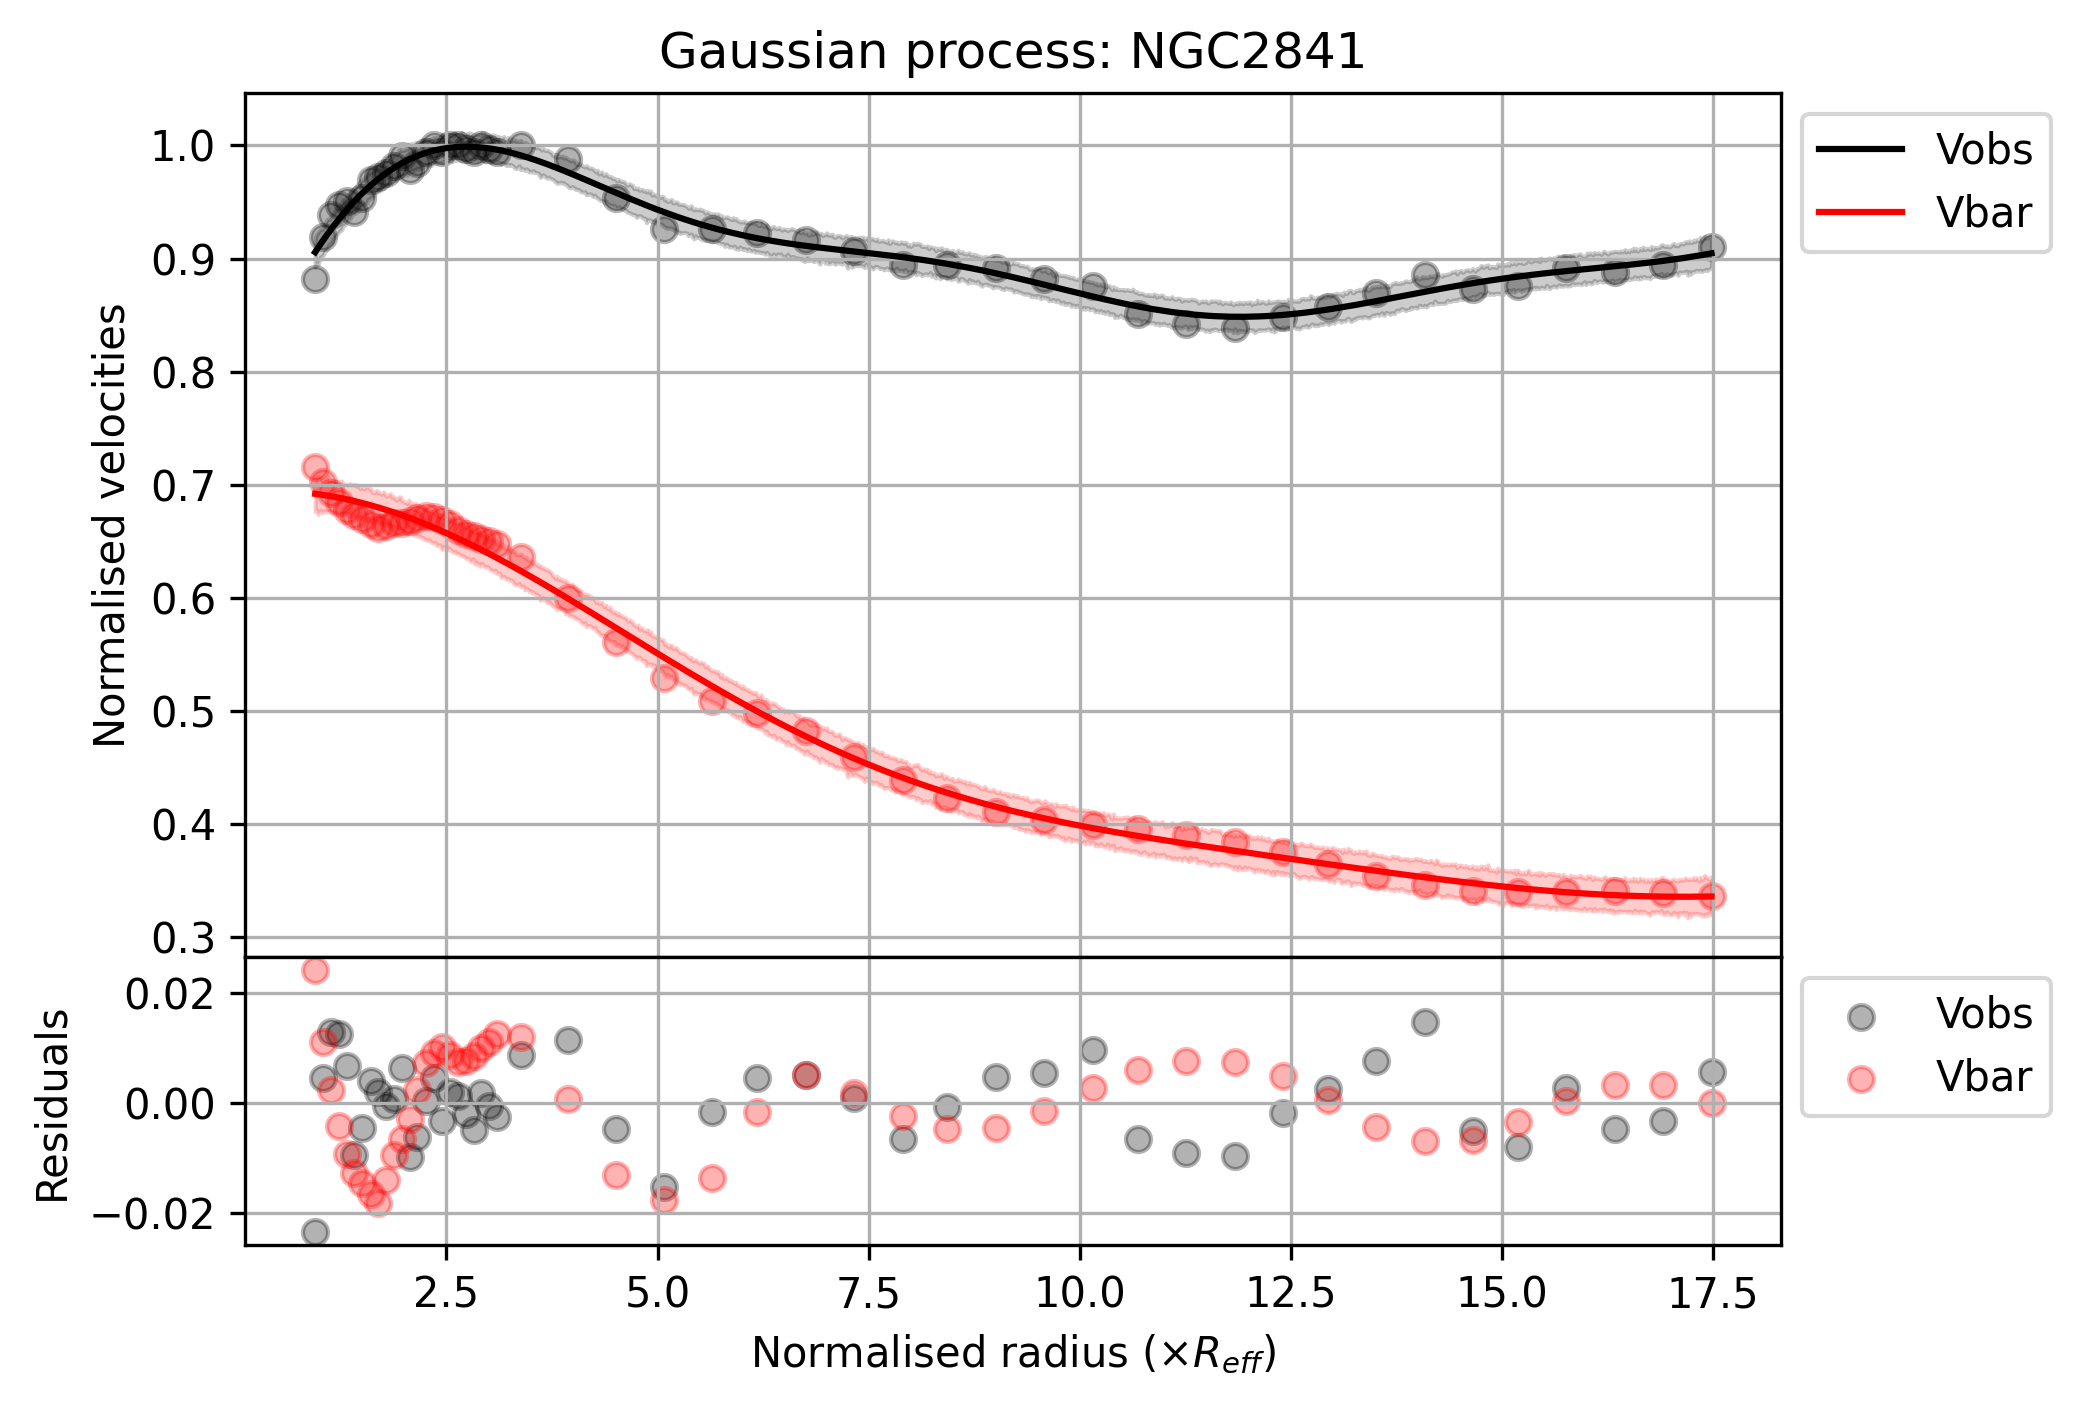 Gaussian process: NGC2841
Normalised velocities
1.0
0.9
0.8
0.7
0.6
0.5
0.4
0.3
Vobs
Vbar
Residuals
0.02
0.00
−0.02
Vobs
Vbar
2.5 5.0 7.5 10.0 12.5 15.0 17.5
Normalised radius (×R_eff)